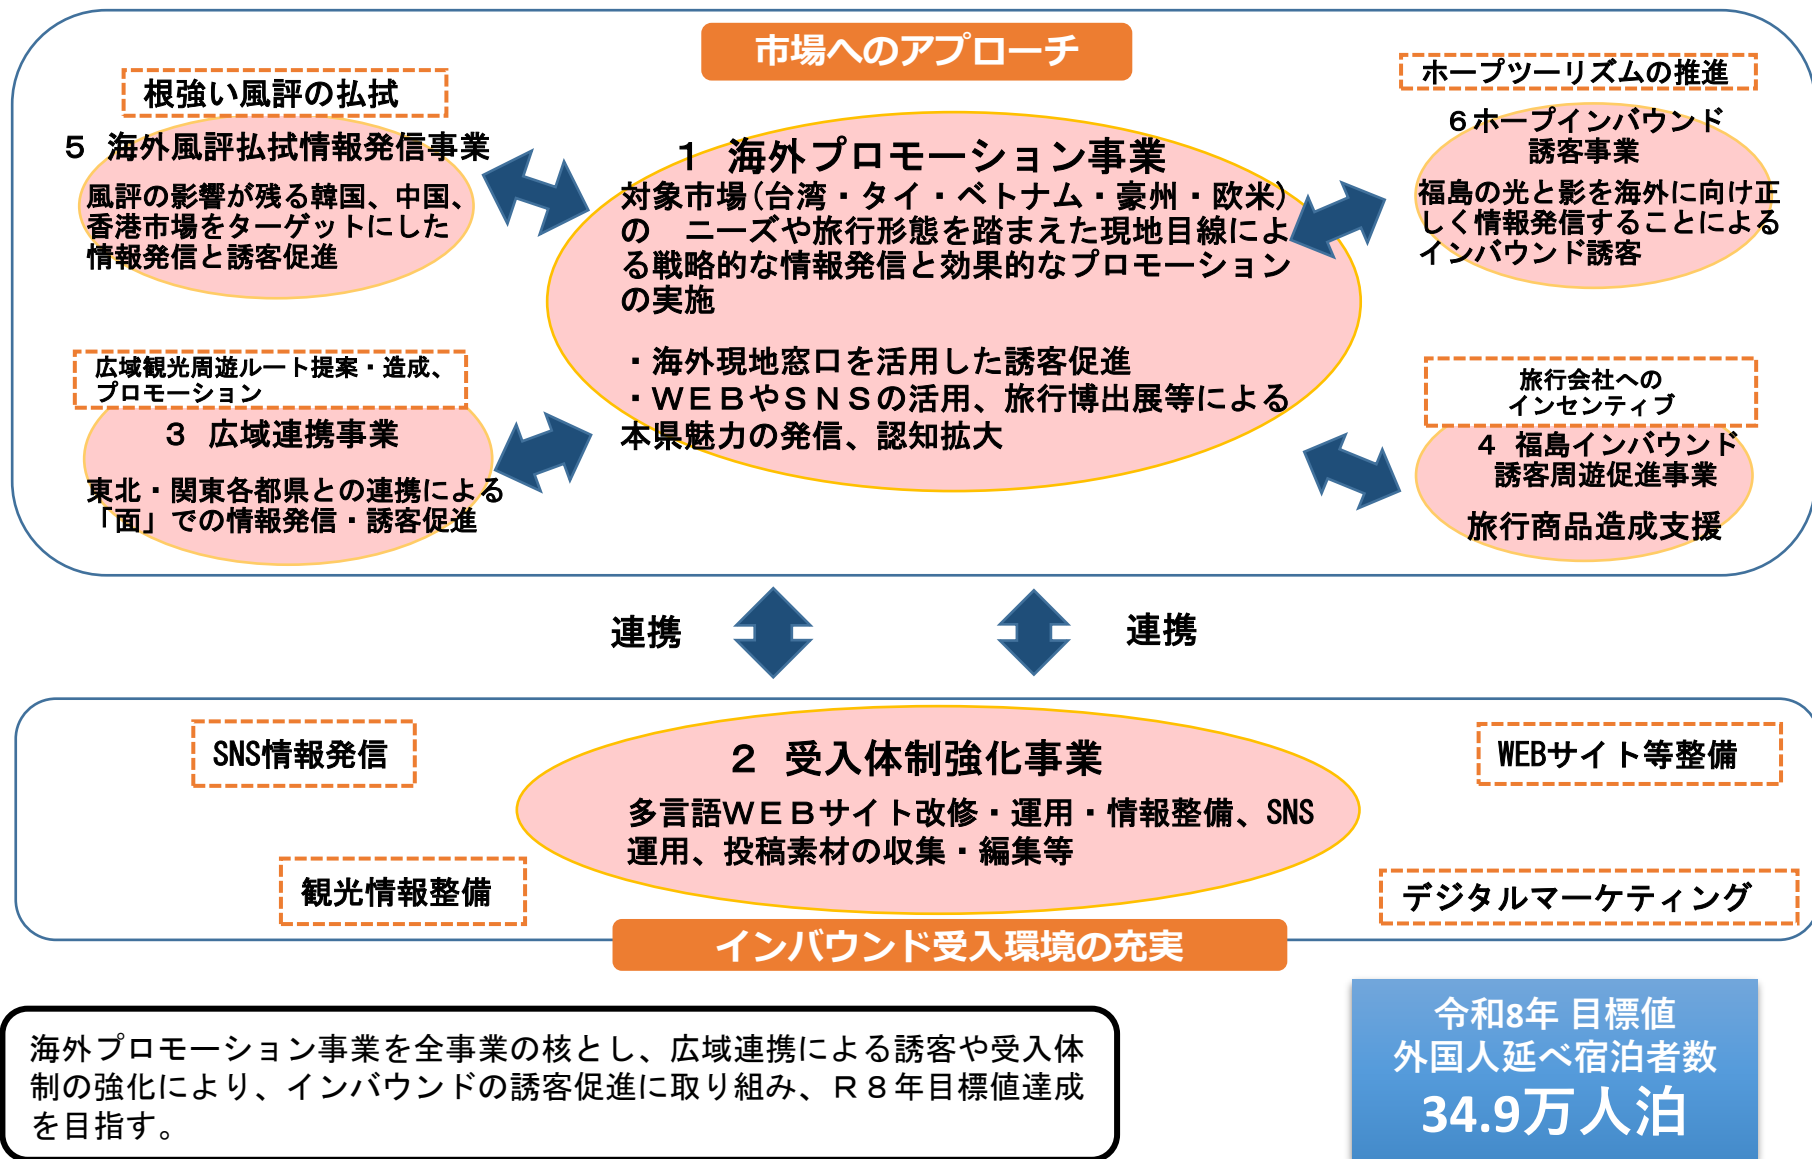 市場へのアプローチ
根強い風評の払拭
５ 海外風評払拭情報発信事業
風評の影響が残る韓国、中国、
香港市場をターゲットにした
情報発信と誘客促進
１ 海外プロモーション事業
対象市場(台湾・タイ・ベトナム・豪州・欧米)
の　ニーズや旅行形態を踏まえた現地目線によ
る戦略的な情報発信と効果的なプロモーション
の実施
・海外現地窓口を活用した誘客促進
・ＷＥＢやＳＮＳの活用、旅行博出展等による
本県魅力の発信、認知拡大
ホープツーリズムの推進
６ホープインバウンド
誘客事業
福島の光と影を海外に向け正
しく情報発信することによる
インバウンド誘客
広域観光周遊ルート提案・造成、
プロモーション
３ 広域連携事業
東北・関東各都県との連携による
「面」での情報発信・誘客促進
旅行会社への
インセンティブ
４ 福島インバウンド
誘客周遊促進事業
旅行商品造成支援
連携
連携
SNS情報発信
観光情報整備
２ 受入体制強化事業
多言語ＷＥＢサイト改修・運用・情報整備、SNS
運用、投稿素材の収集・編集等
WEBサイト等整備
デジタルマーケティング
インバウンド受入環境の充実
海外プロモーション事業を全事業の核とし、広域連携による誘客や受入体
制の強化により、インバウンドの誘客促進に取り組み、Ｒ８年目標値達成
を目指す。
令和8年 目標値
外国人延べ宿泊者数
34.9万人泊